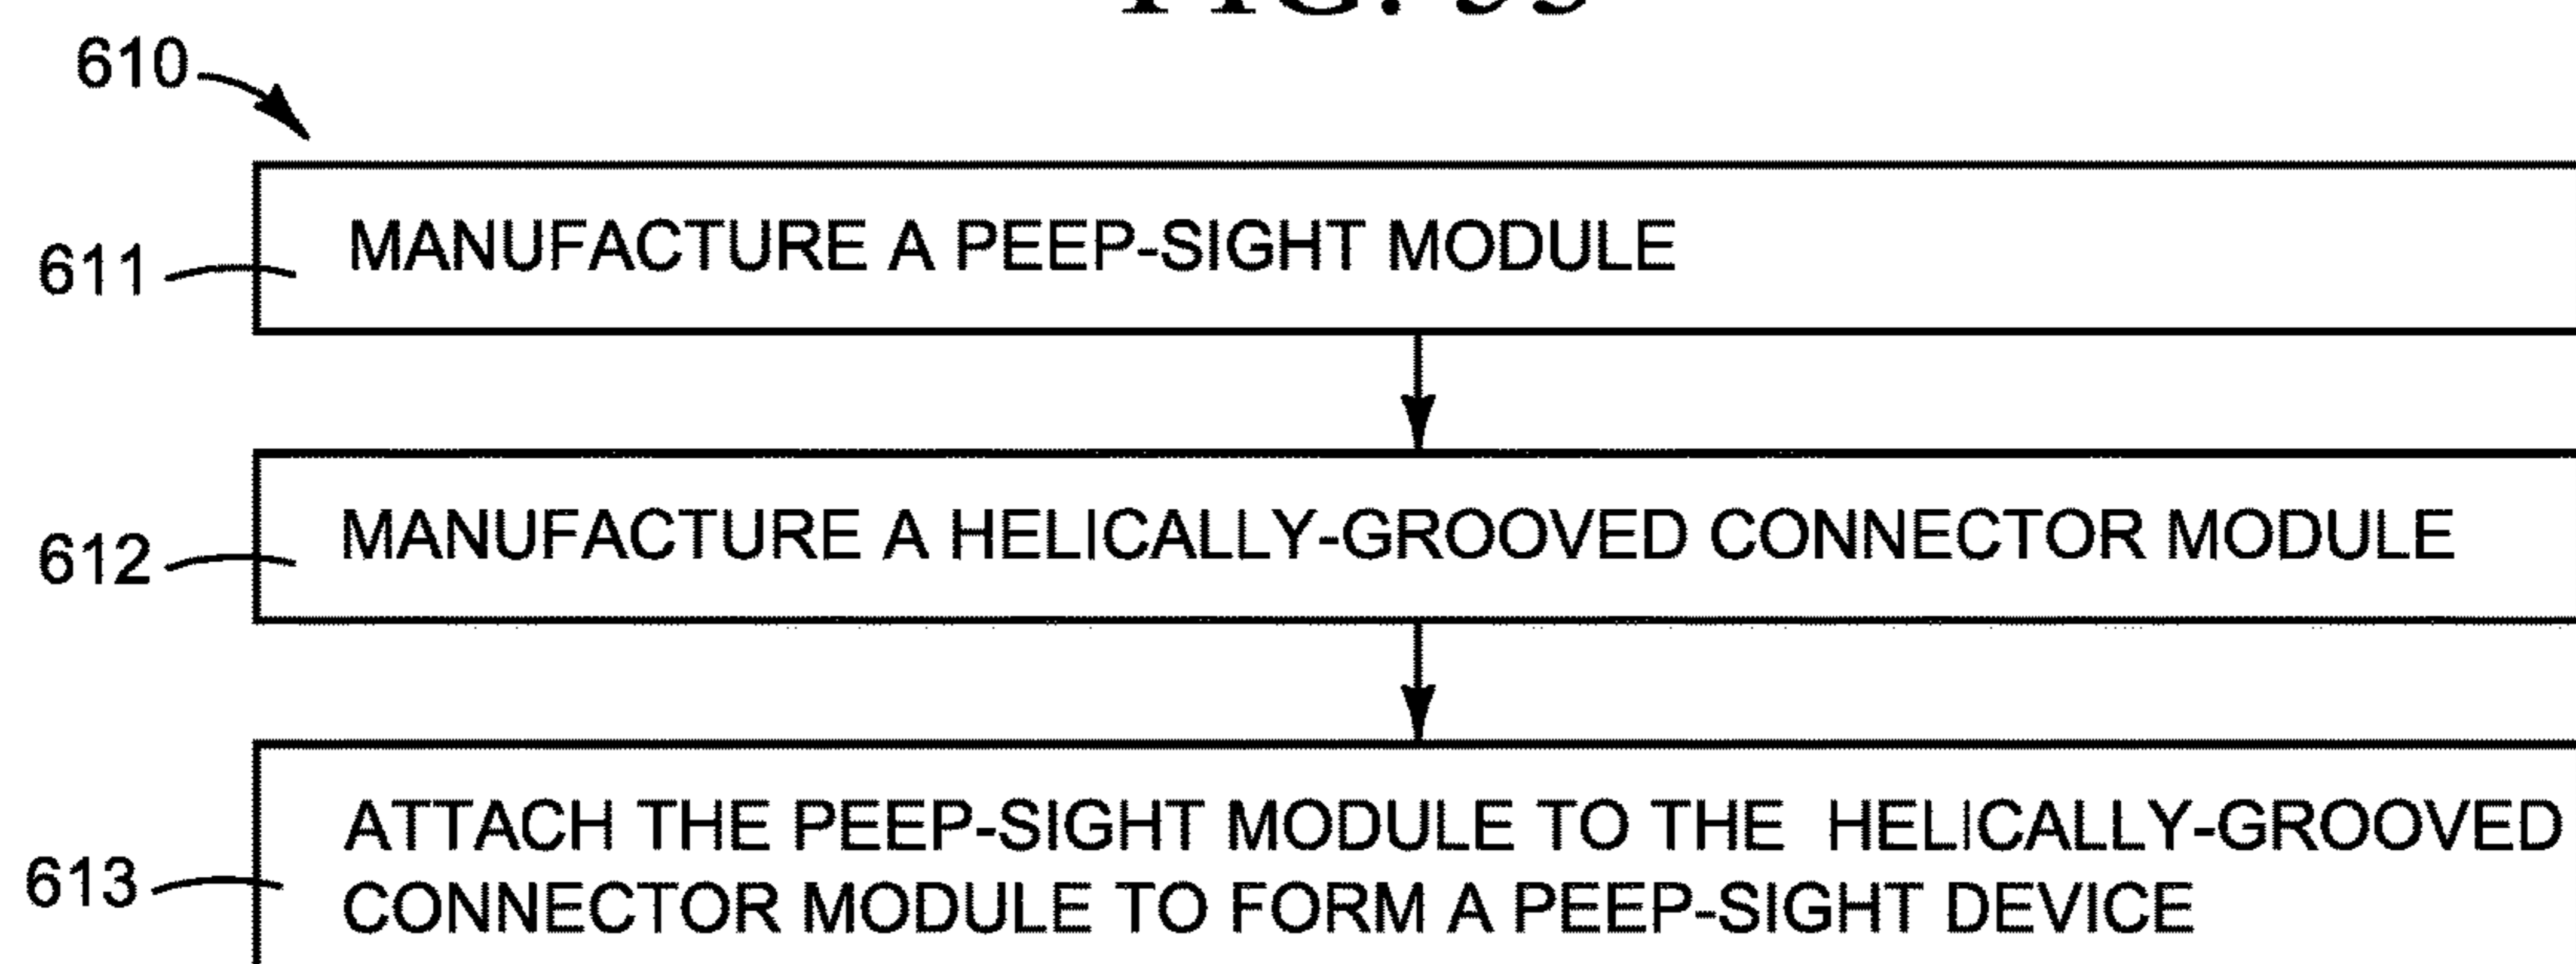 610
611 MANUFACTURE A PEEP-SIGHT MODULE
612 MANUFACTURE A HELICALLY-GROOVED CONNECTOR MODULE
ATTACH THE PEEP-SIGHT MODULE TO THE HELICALLY-GROOVED
613 CONNECTOR MODULE TO FORM A PEEP-SIGHT DEVICE